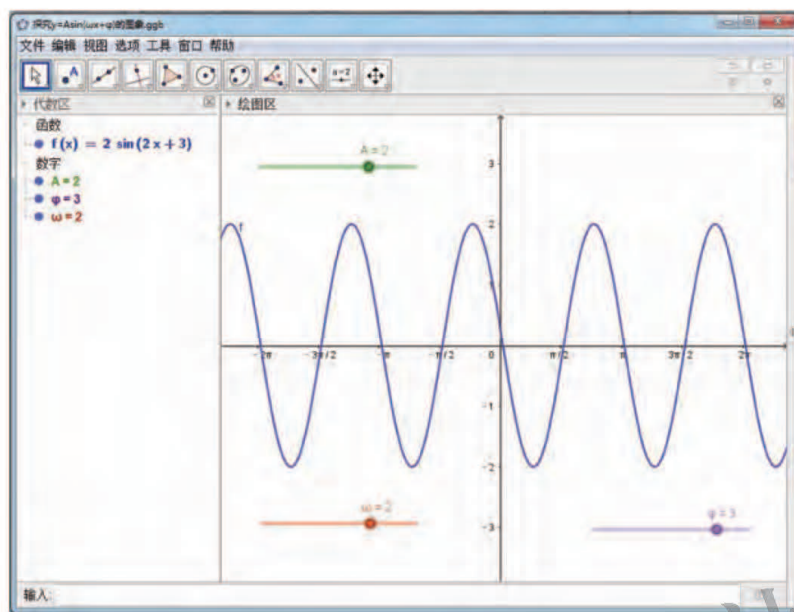 探究y=Asin(ωx+φ)的图象.ggb
文件 编辑 视图 选项 工具 窗口 帮助
A
a=2
代数区
绘图区
函数
f(x) = 2 sin(2x+3)
数字
A=2
φ=3
ω=2
A=2
f
3
2
-1
-2
-3
-2π
-3π/2
-π
-π/2
0
π/2
π
3π/2
2π
ω=2
φ=3
输入: